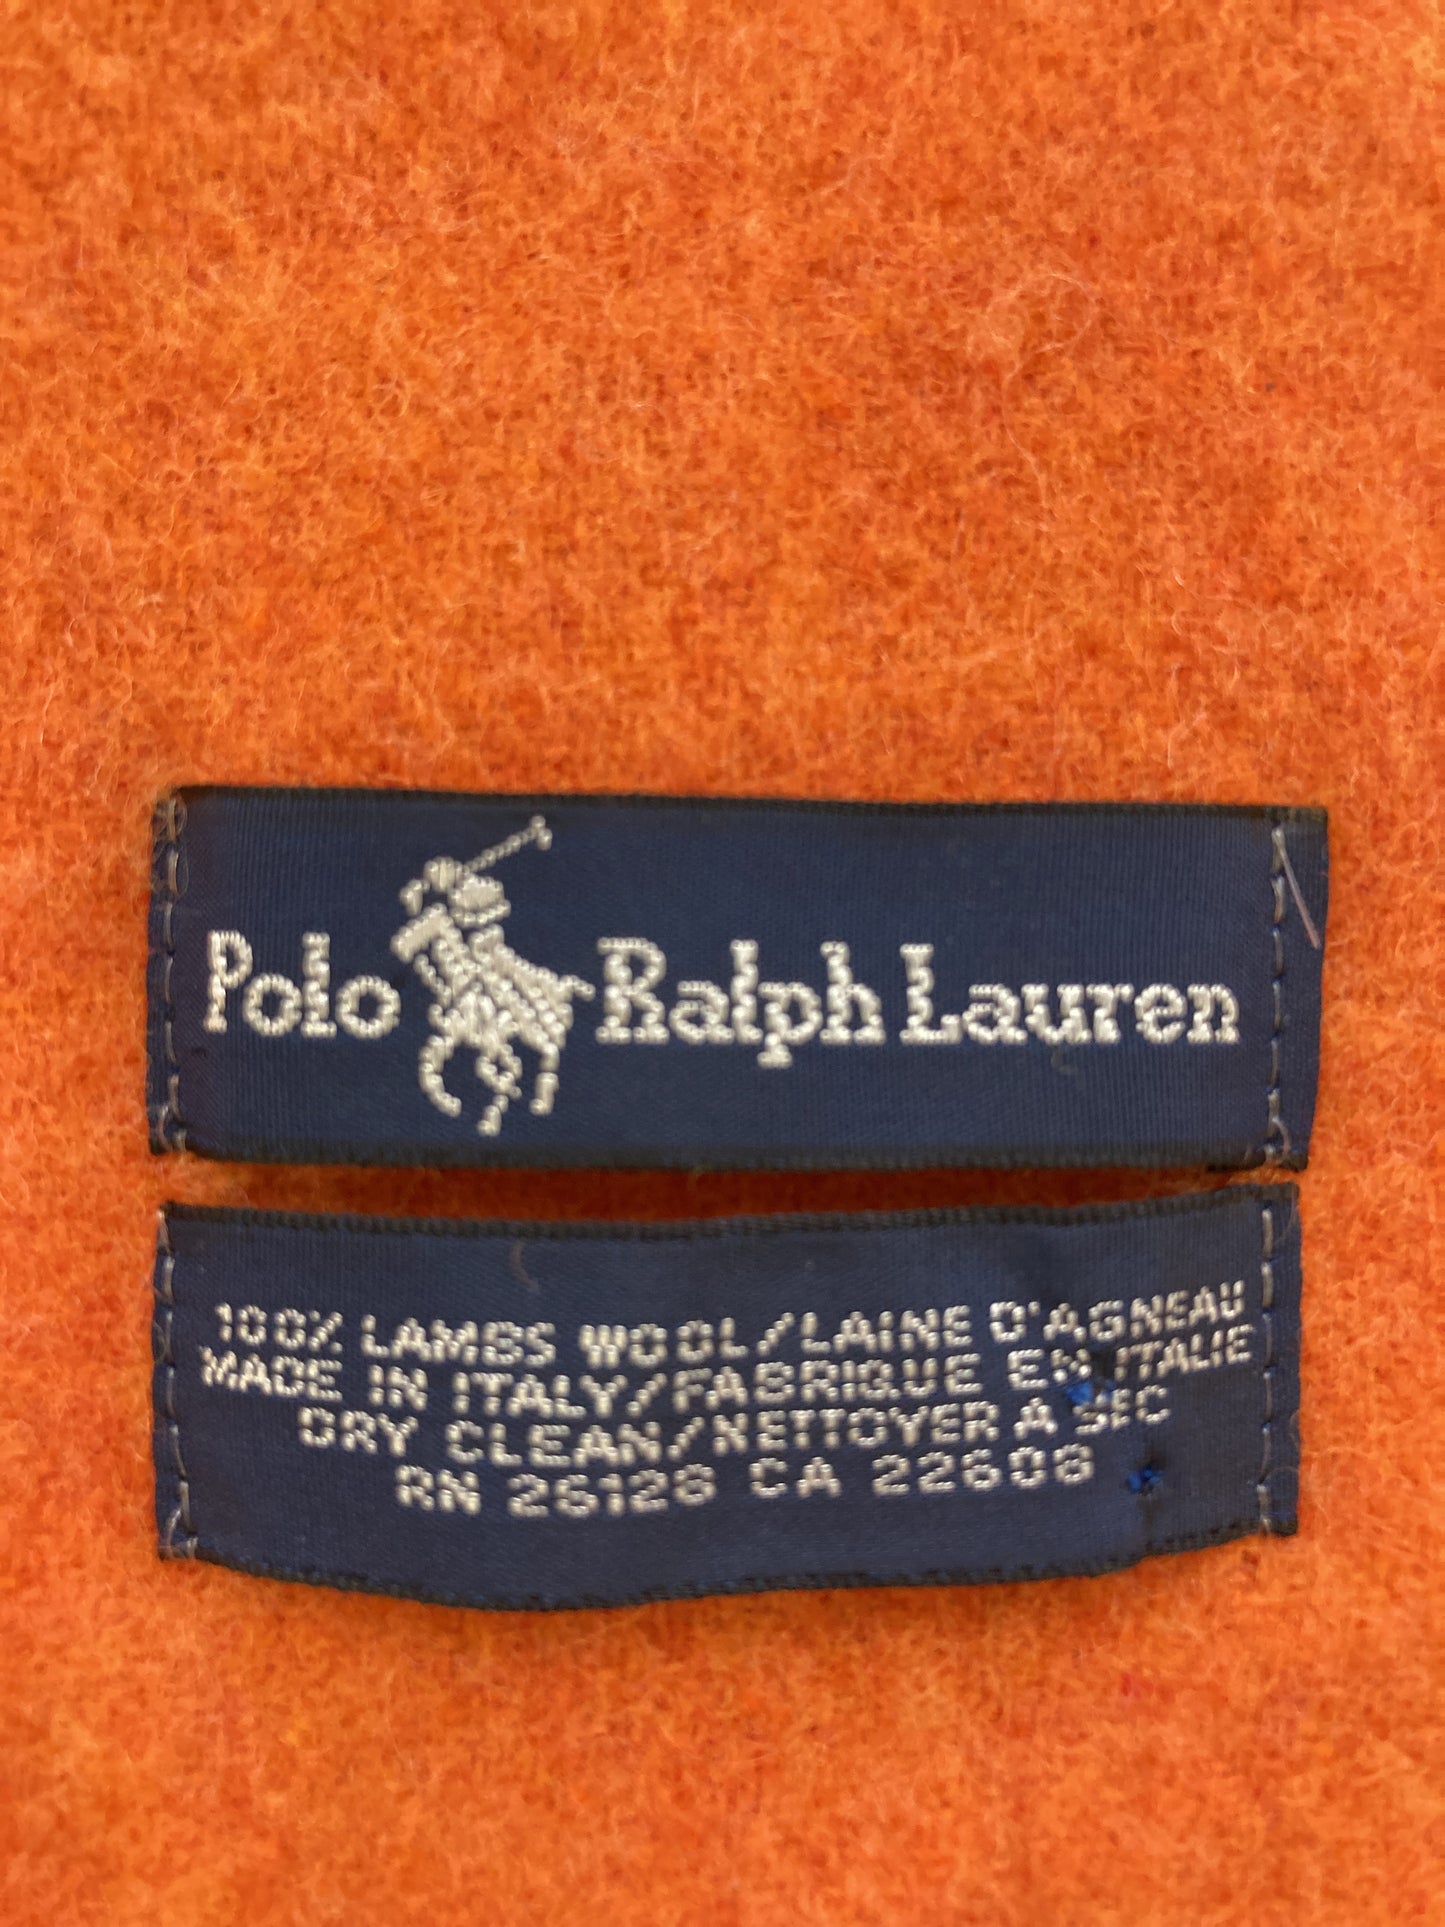 Polo Ralph Lauren
100% LAMBS WOOL/LAINE D'AGNEAU
MADE IN ITALY/FABRIQUE EN ITALIE
DRY CLEAN/NETTOYER A SEC
RN 26128 CA 22608